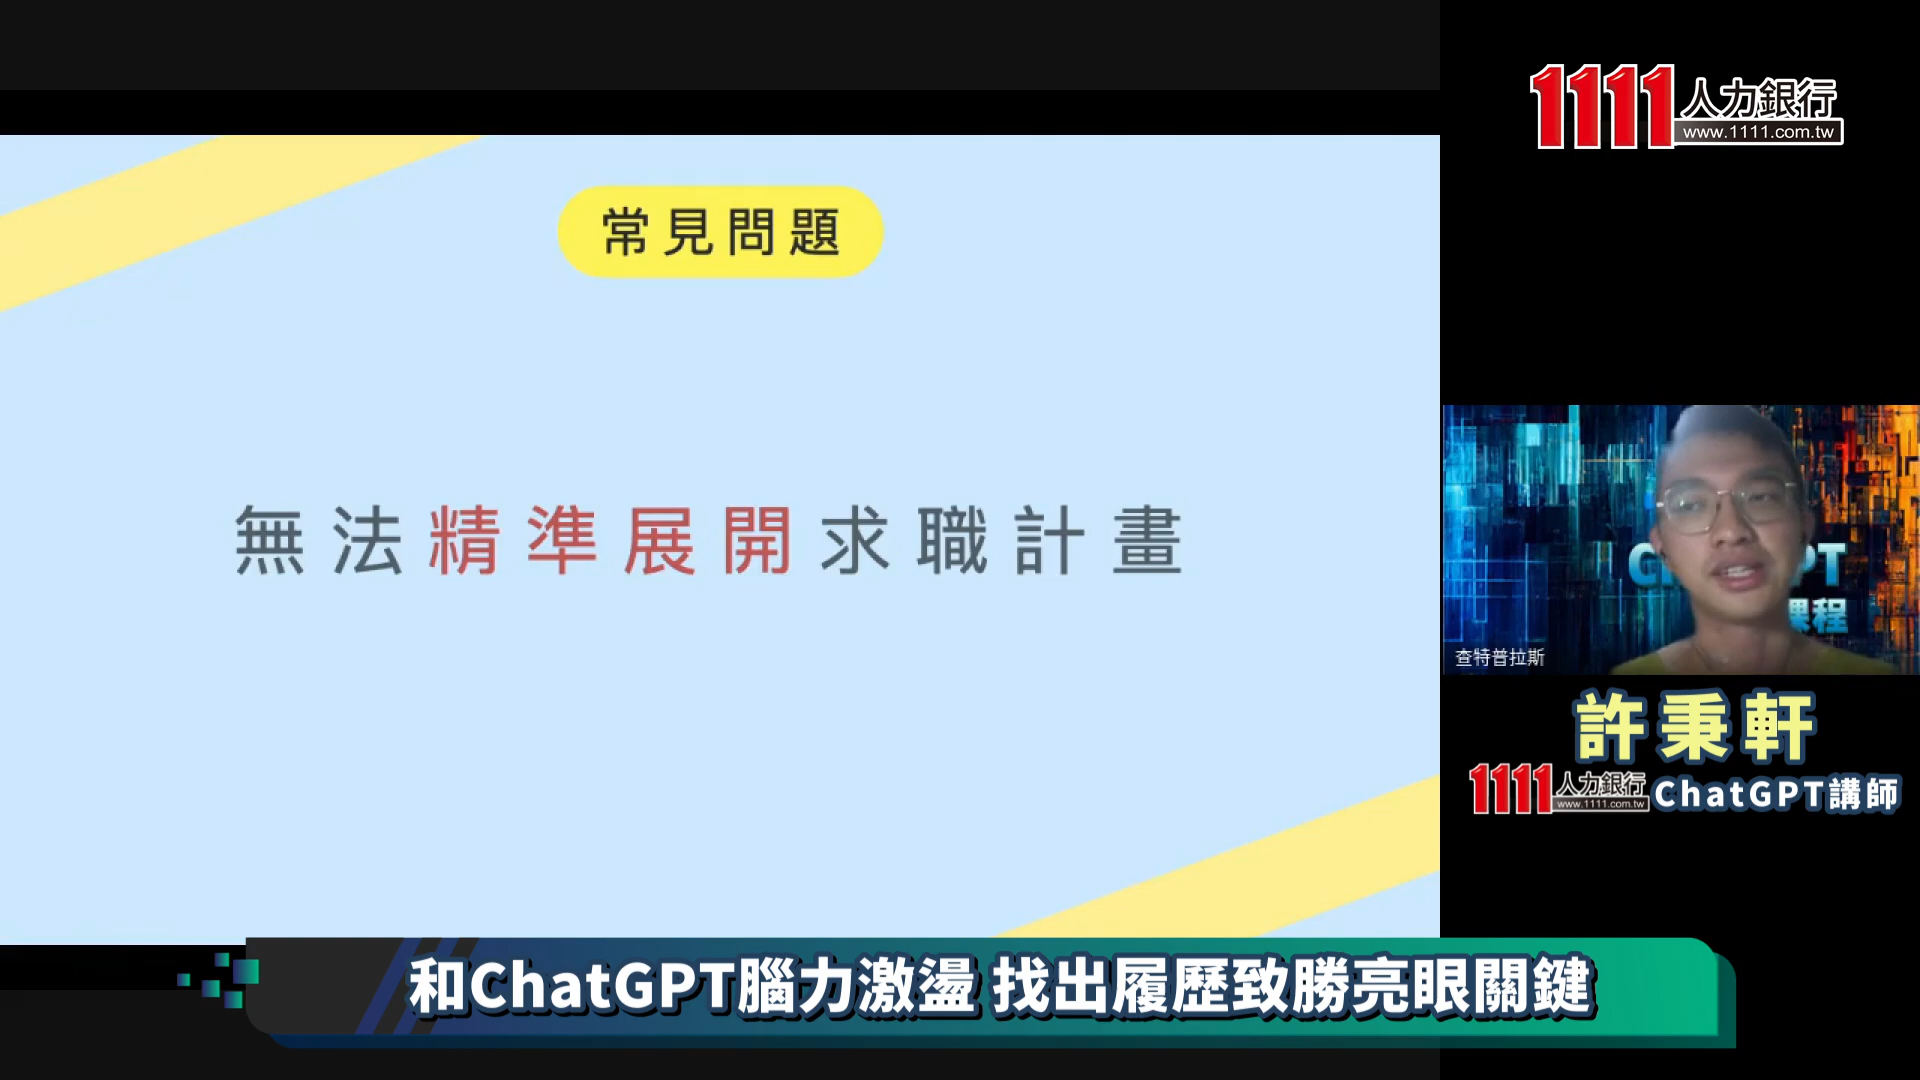 1111人力銀行
www.1111.com.tw
常見問題
無法精準展開求職計畫
PT
課程
查特普拉斯
許秉軒
1111人力銀行 ChatGPT講師
www.1111.com.tw
和ChatGPT腦力激盪 找出履歷致勝亮眼關鍵